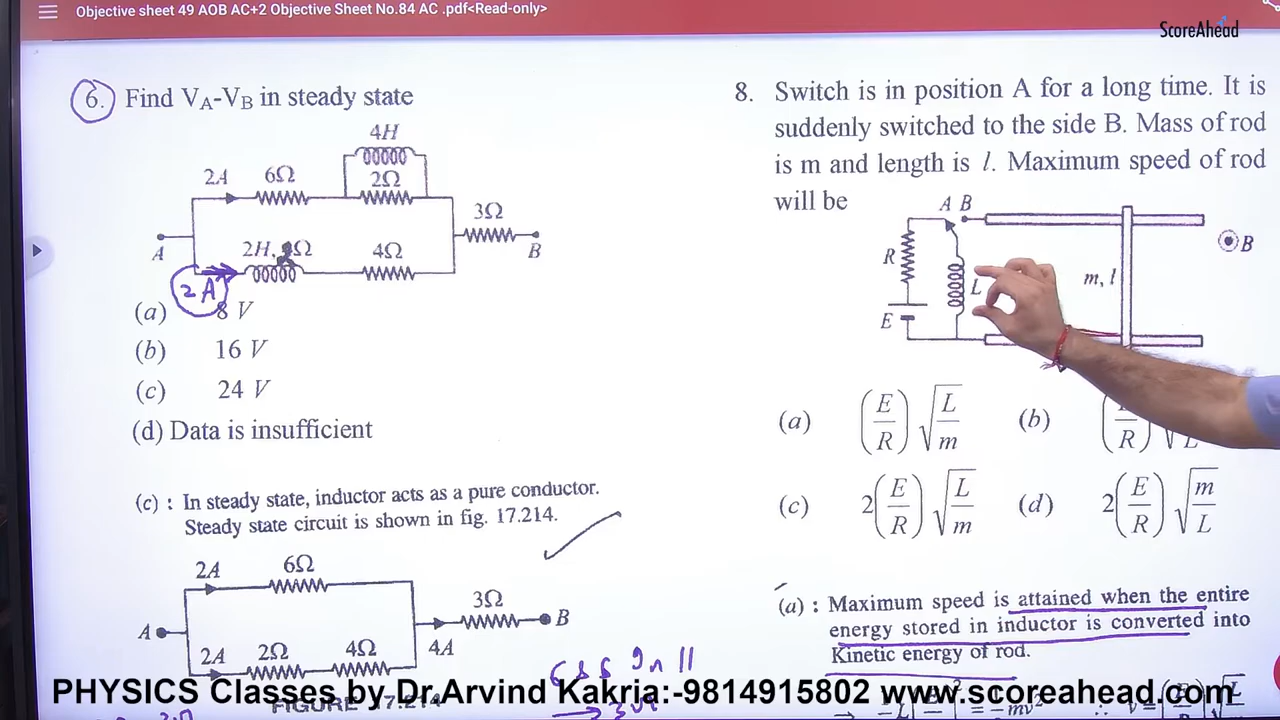 Objective sheet 49 AOB AC+2 Objective Sheet No.84 AC .pdf<Read-only>
ScoreAhead
6. Find V_A-V_B in steady state
4H
2A 6Ω 2Ω
3Ω
A 2H, Ω 4Ω B
2A
(a) 8 V
(b) 16 V
(c) 24 V
(d) Data is insufficient
(c) : In steady state, inductor acts as a pure conductor.
Steady state circuit is shown in fig. 17.214.
2A 6Ω
3Ω
A B
2A 2Ω 4Ω 4A
FIGURE 17.214
8. Switch is in position A for a long time. It is
suddenly switched to the side B. Mass of rod
is m and length is l. Maximum speed of rod
will be
A B
R L m, l B
E
(a) (E/R) √(L/m) (b) ( /R) √( /L)
(c) 2(E/R) √(L/m) (d) 2(E/R) √(m/L)
(a) : Maximum speed is attained when the entire
energy stored in inductor is converted into
Kinetic energy of rod.
PHYSICS Classes by Dr.Arvind Kakria:-9814915802 www.scoreahead.com